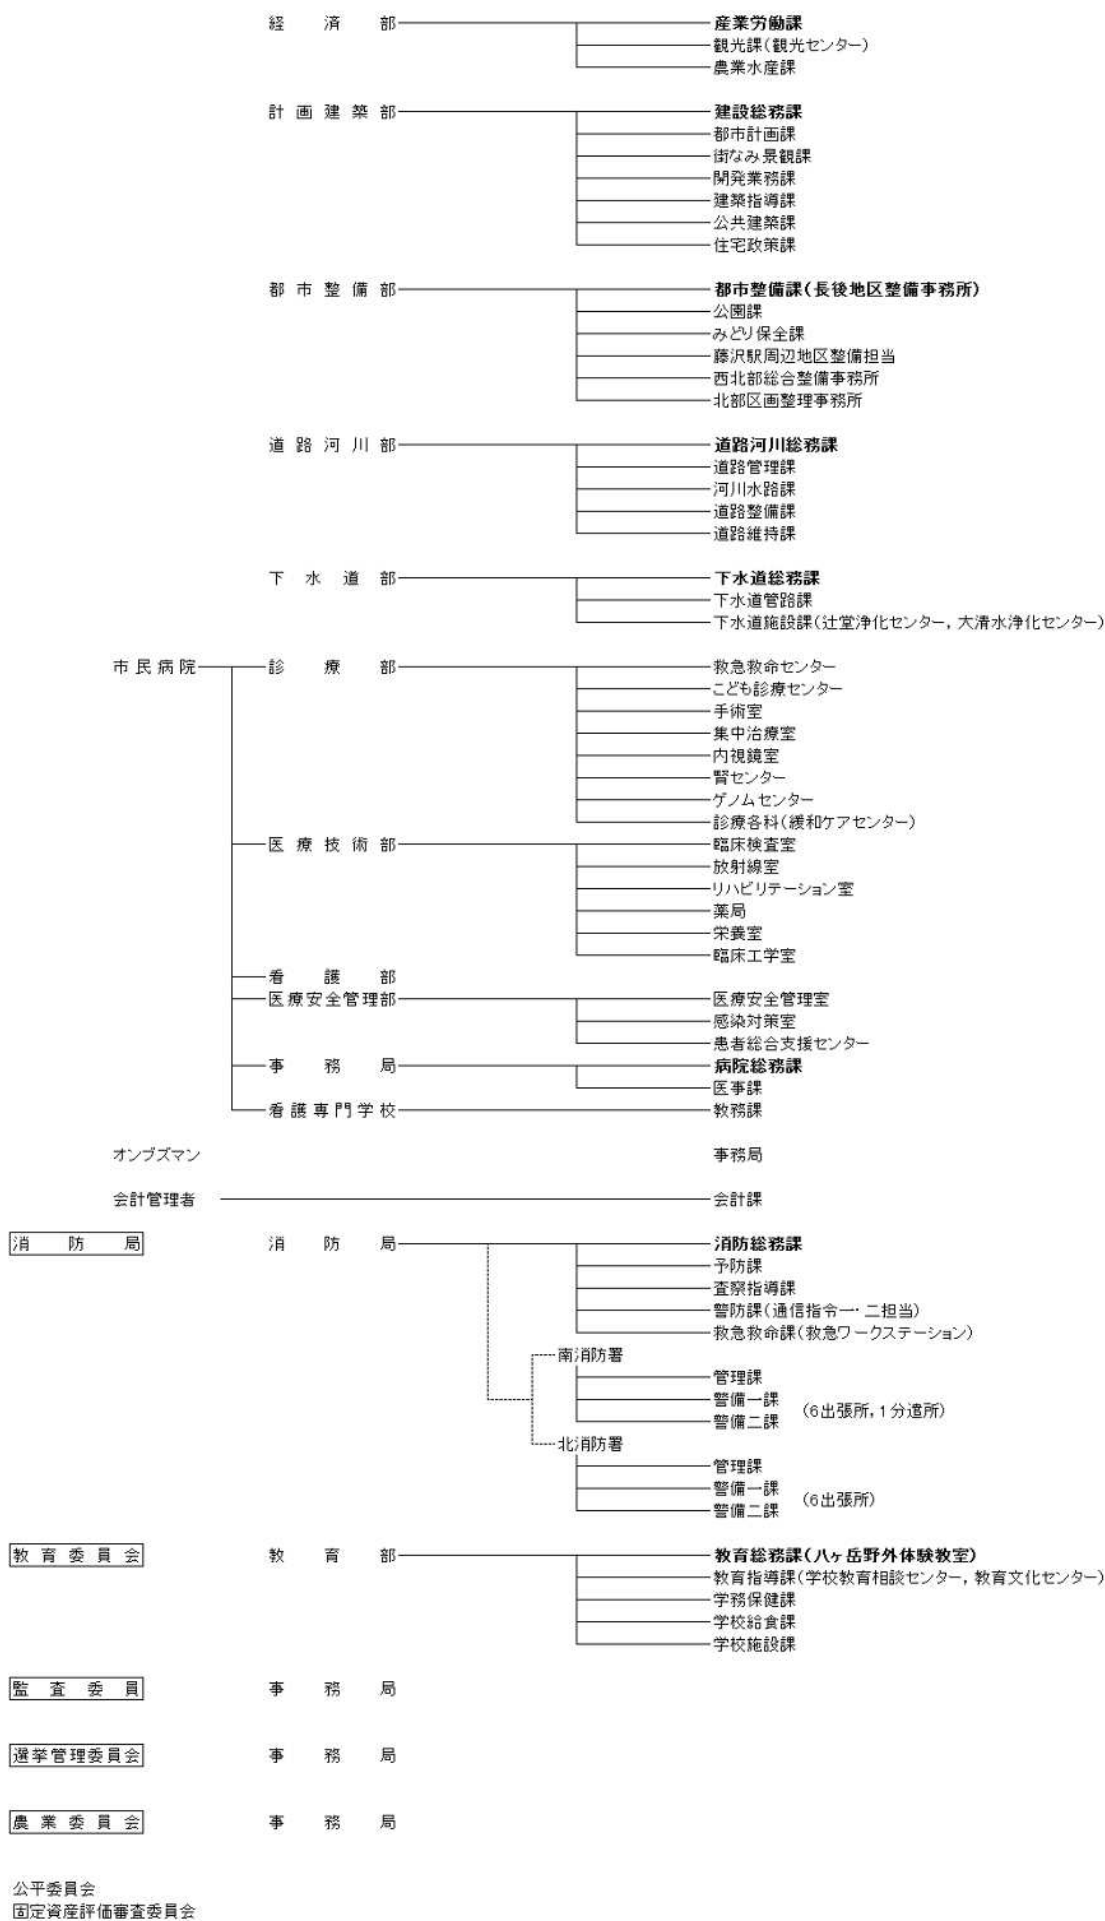 経済部 産業労働課
観光課(観光センター)
農業水産課
計画建築部 建設総務課
都市計画課
街なみ景観課
開発業務課
建築指導課
公共建築課
住宅政策課
都市整備部 都市整備課(長後地区整備事務所)
公園課
みどり保全課
藤沢駅周辺地区整備担当
西北部総合整備事務所
北部区画整理事務所
道路河川部 道路河川総務課
道路管理課
河川水路課
道路整備課
道路維持課
下水道部 下水道総務課
下水道管路課
下水道施設課(辻堂浄化センター, 大清水浄化センター)
市民病院 診療部 救急救命センター
こども診療センター
手術室
集中治療室
内視鏡室
腎センター
ゲノムセンター
診療各科(緩和ケアセンター)
医療技術部 臨床検査室
放射線室
リハビリテーション室
薬局
栄養室
臨床工学室
看護部
医療安全管理部 医療安全管理室
感染対策室
患者総合支援センター
事務局 病院総務課
医事課
看護専門学校 教務課
オンブズマン 事務局
会計管理者 会計課
消防局 消防局 消防総務課
予防課
査察指導課
警防課(通信指令一・二担当)
救急救命課(救急ワークステーション)
南消防署
管理課
警備一課
(6出張所, 1分遣所)
警備二課
北消防署
管理課
警備一課
(6出張所)
警備二課
教育委員会 教育部 教育総務課(八ヶ岳野外体験教室)
教育指導課(学校教育相談センター, 教育文化センター)
学務保健課
学校給食課
学校施設課
監査委員 事務局
選挙管理委員会 事務局
農業委員会 事務局
公平委員会
固定資産評価審査委員会